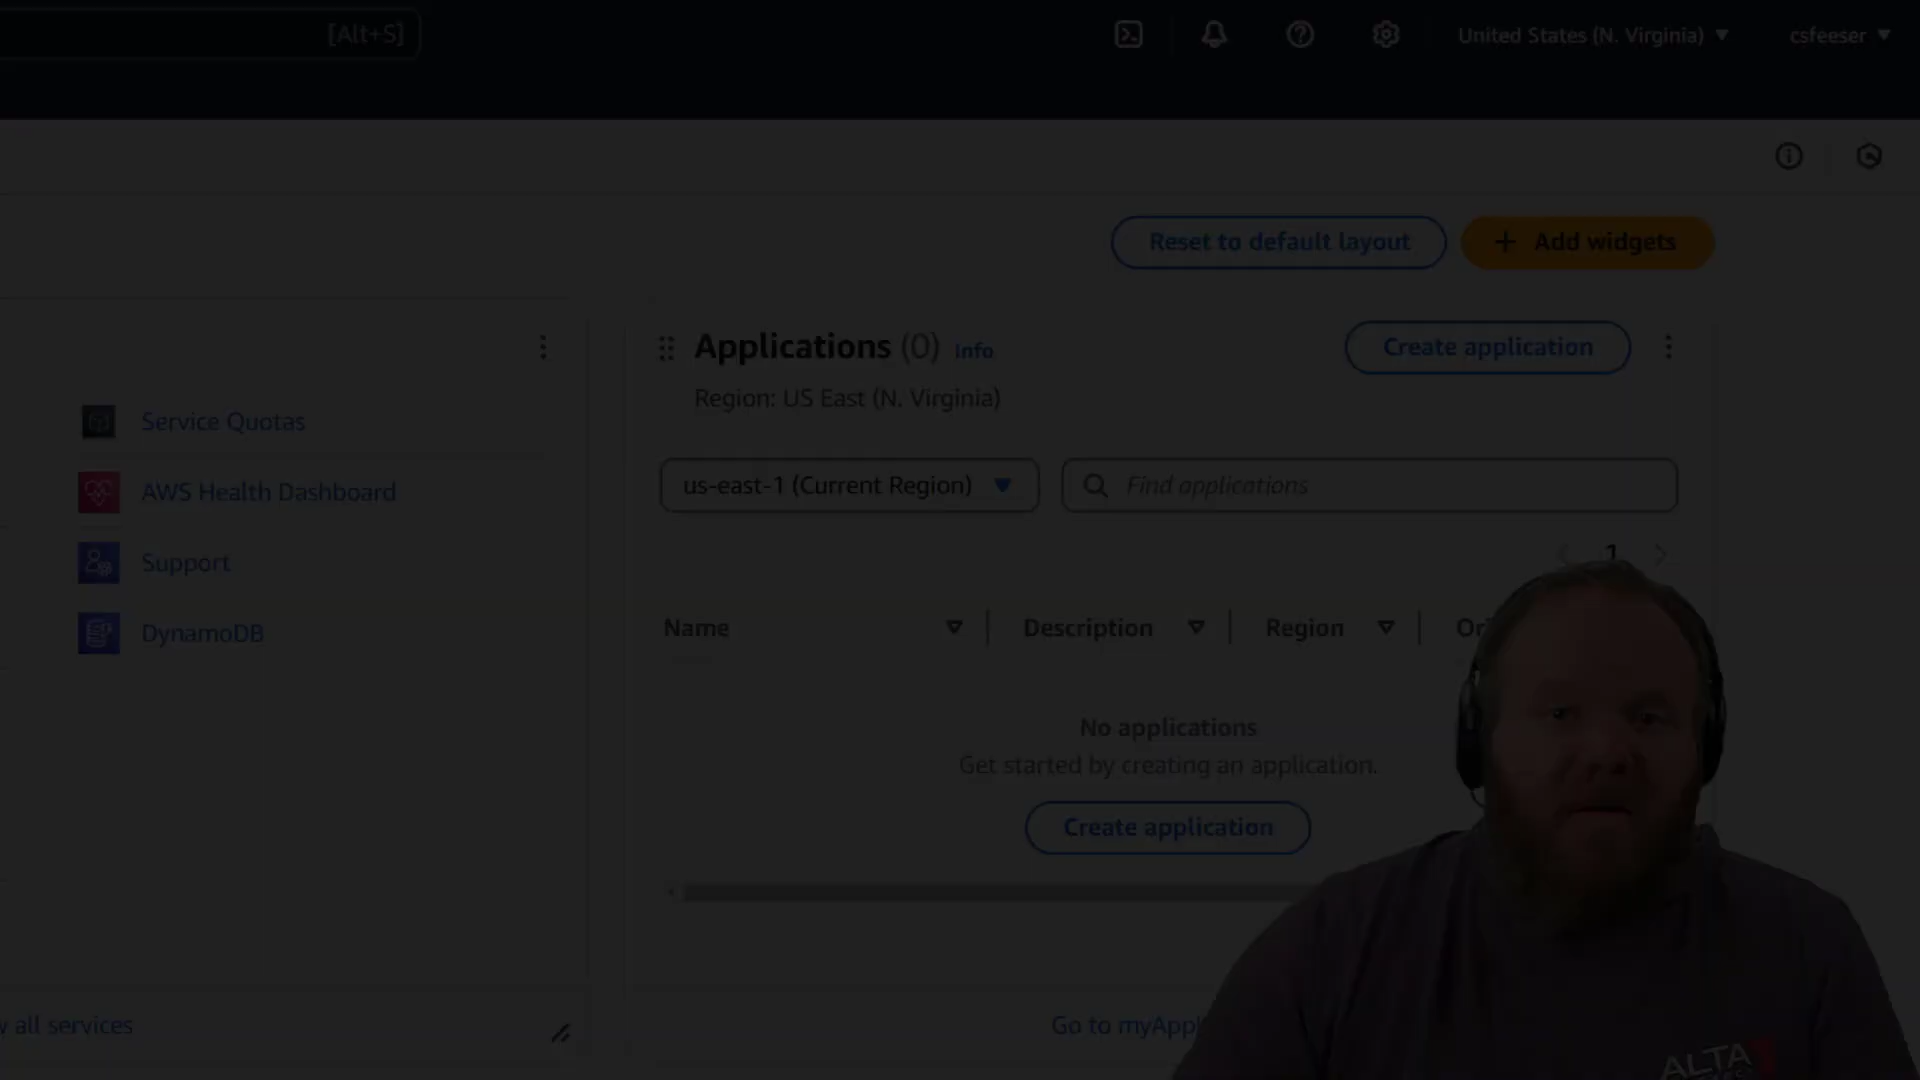 [Alt+S]
United States (N. Virginia)
csfeeser
Reset to default layout
+ Add widgets
Applications (0) Info
Create application
Region: US East (N. Virginia)
Service Quotas
us-east-1 (Current Region)
Find applications
AWS Health Dashboard
Support
1
DynamoDB
Name
Description
Region
No applications
Get started by creating an application.
Create application
all services
Go to
ALTA